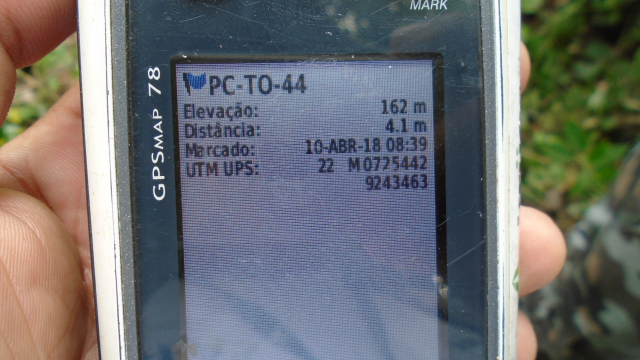 MARK
GPSMAP 78
PC-TO-44
Elevação: 162 m
Distância: 4.1 m
Marcado: 10-ABR-18 08:39
UTM UPS: 22 M 0725442
9243463